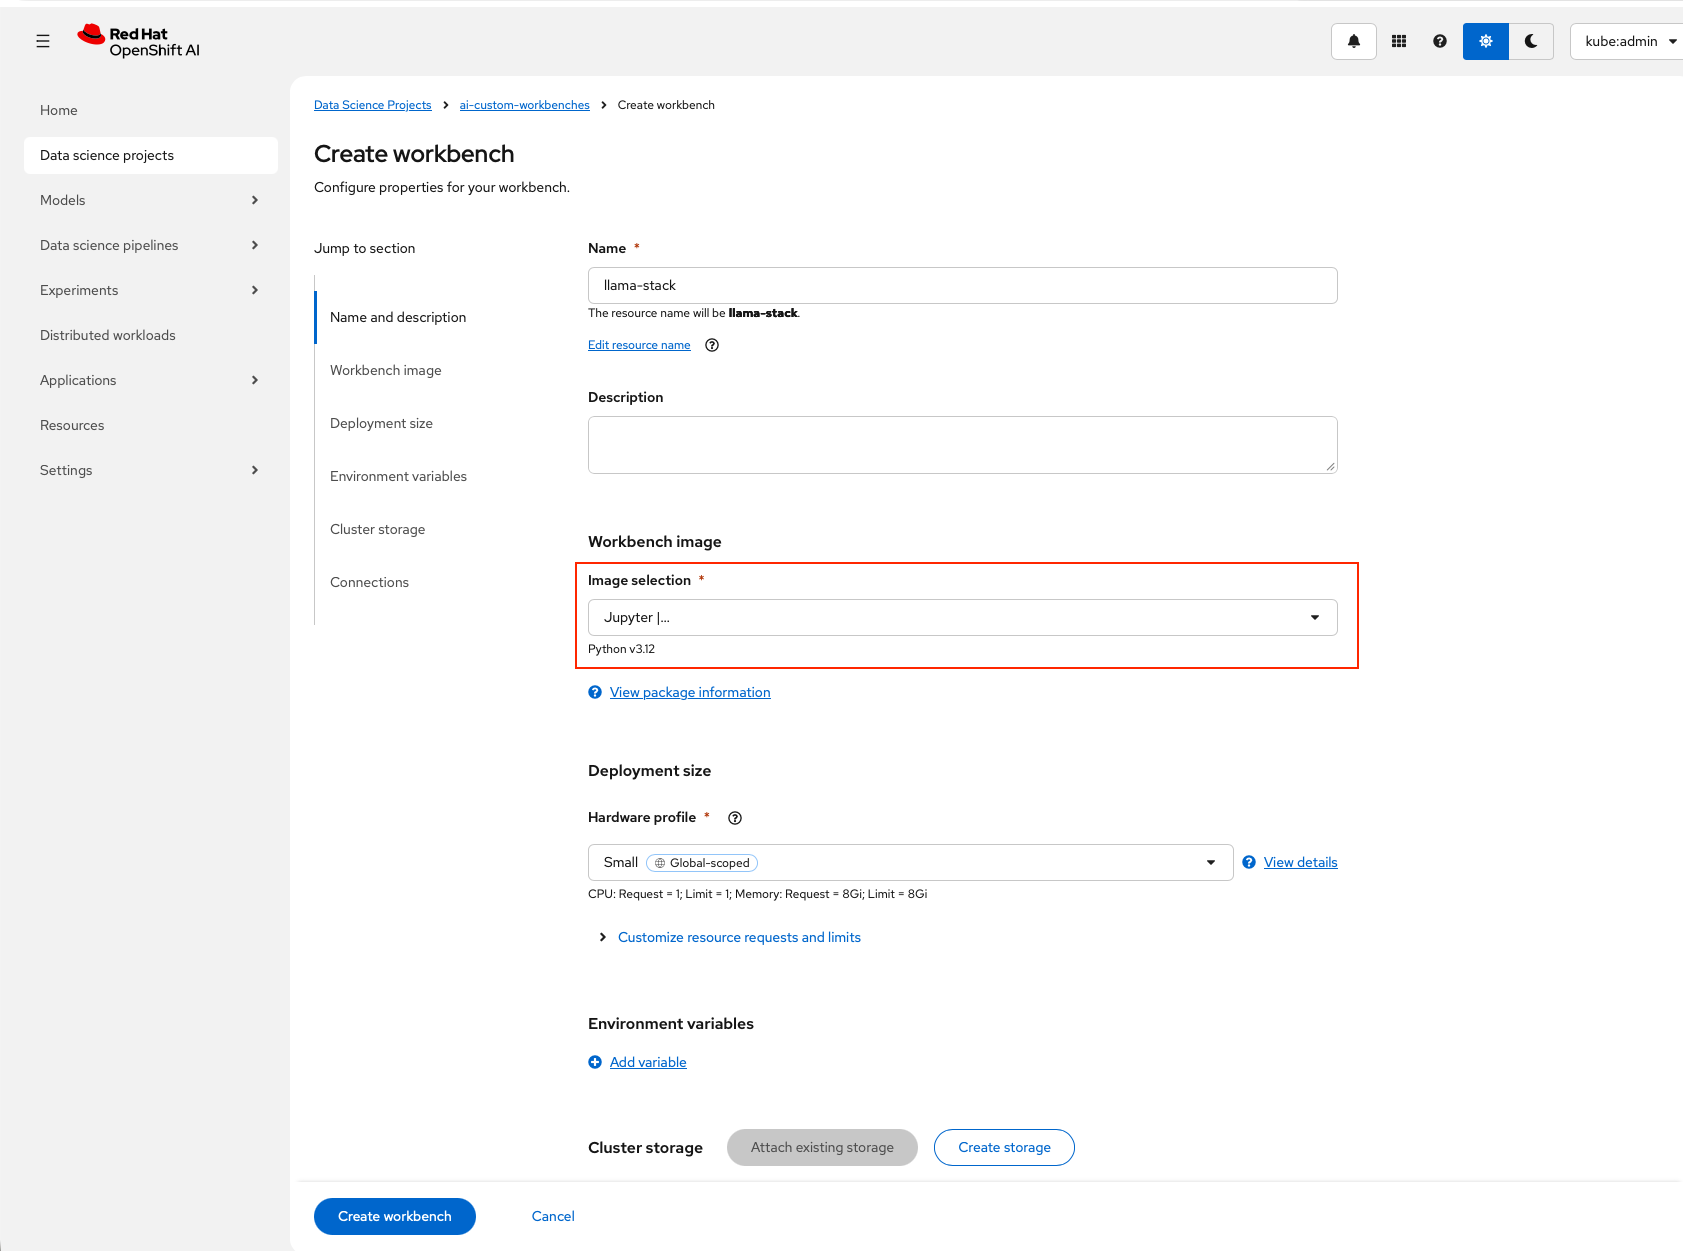 Red Hat
OpenShift AI
kube:admin
Home
Data science projects
Models
Data science pipelines
Experiments
Distributed workloads
Applications
Resources
Settings
Data Science Projects > ai-custom-workbenches > Create workbench
Create workbench
Configure properties for your workbench.
Jump to section
Name and description
Workbench image
Deployment size
Environment variables
Cluster storage
Connections
Name *
llama-stack
The resource name will be llama-stack.
Edit resource name
Description
Workbench image
Image selection *
Jupyter |...
Python v3.12
View package information
Deployment size
Hardware profile *
Small Global-scoped
View details
CPU: Request = 1; Limit = 1; Memory: Request = 8Gi; Limit = 8Gi
Customize resource requests and limits
Environment variables
Add variable
Cluster storage Attach existing storage Create storage
Create workbench Cancel